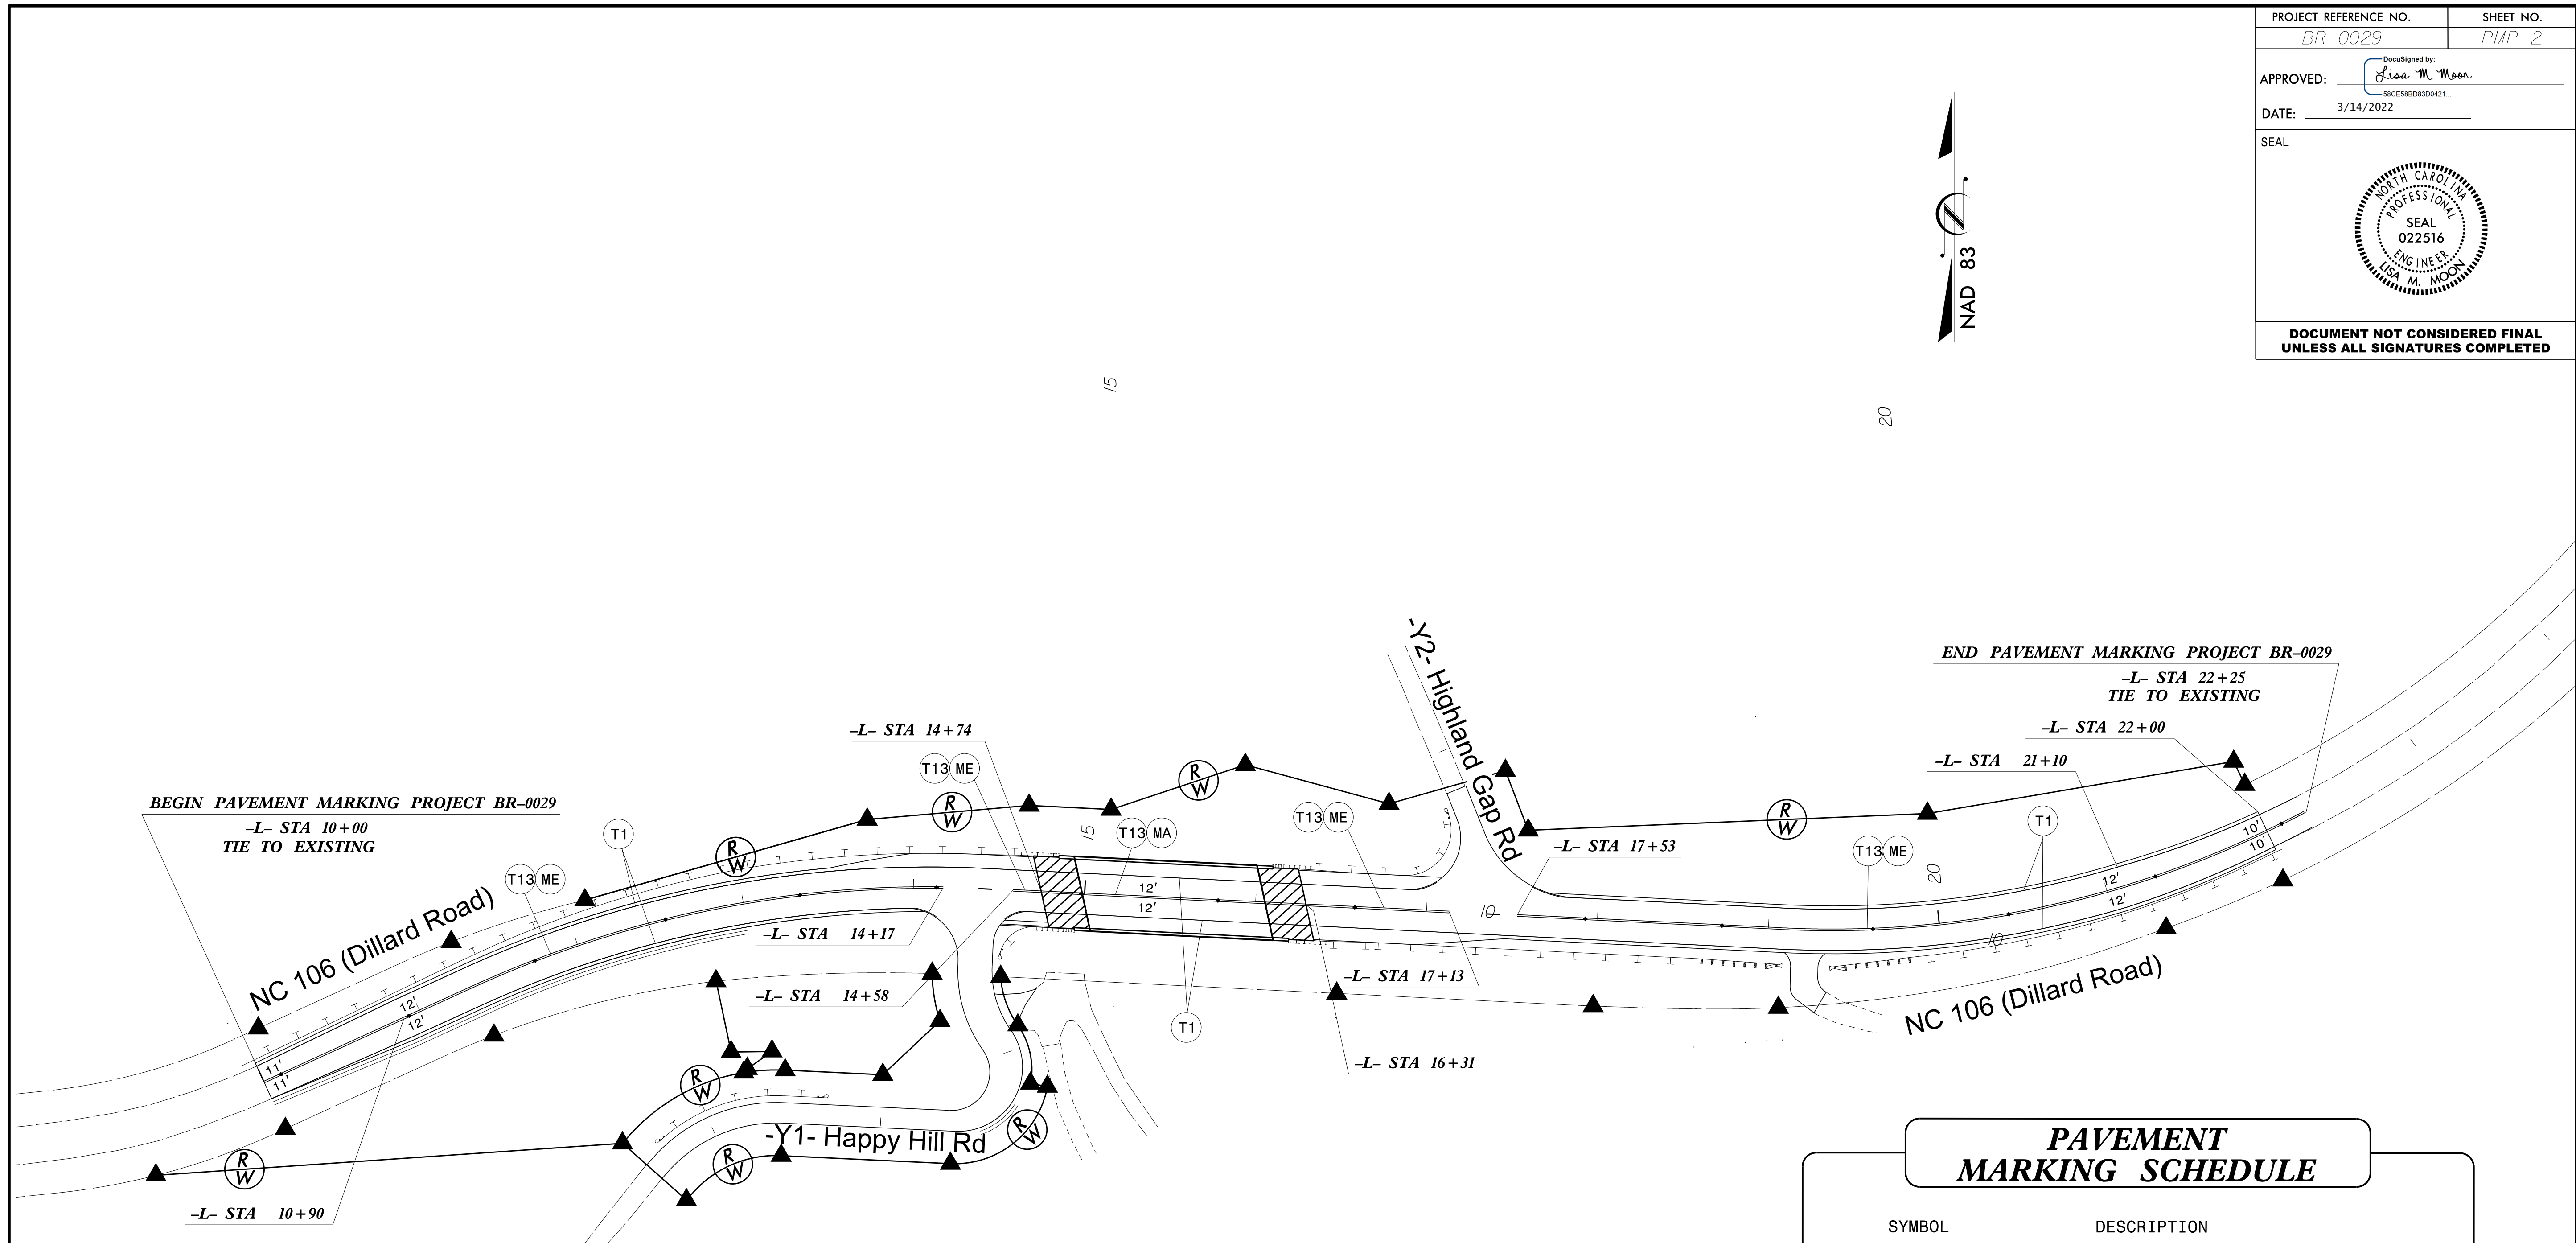 PROJECT REFERENCE NO. SHEET NO.
BR-0029 PMP-2
DocuSigned by:
APPROVED: Lisa M Moon
58CE58BD83D0421...
DATE: 3/14/2022
SEAL
NORTH CAROLINA
PROFESSIONAL
SEAL
022516
ENGINEER
LISA M. MOON
DOCUMENT NOT CONSIDERED FINAL
UNLESS ALL SIGNATURES COMPLETED
NAD 83
15
20
-Y2- Highland Gap Rd
END PAVEMENT MARKING PROJECT BR-0029
-L- STA 22+25
TIE TO EXISTING
-L- STA 22+00
-L- STA 21+10
-L- STA 14+74
T13 ME
R/W
R/W
BEGIN PAVEMENT MARKING PROJECT BR-0029
-L- STA 10+00
TIE TO EXISTING
T1
15
T13 MA
T13 ME
R/W
T1
-L- STA 17+53
T13 ME
R/W
T13 ME
20
10'
10'
12'
12'
12'
12'
10
-L- STA 14+17
NC 106 (Dillard Road)
10
12'
12'
-L- STA 17+13
-L- STA 14+58
NC 106 (Dillard Road)
T1
11'
11'
-L- STA 16+31
R/W
R/W
-Y1- Happy Hill Rd
R/W
R/W
-L- STA 10+90
PAVEMENT
MARKING SCHEDULE
SYMBOL DESCRIPTION